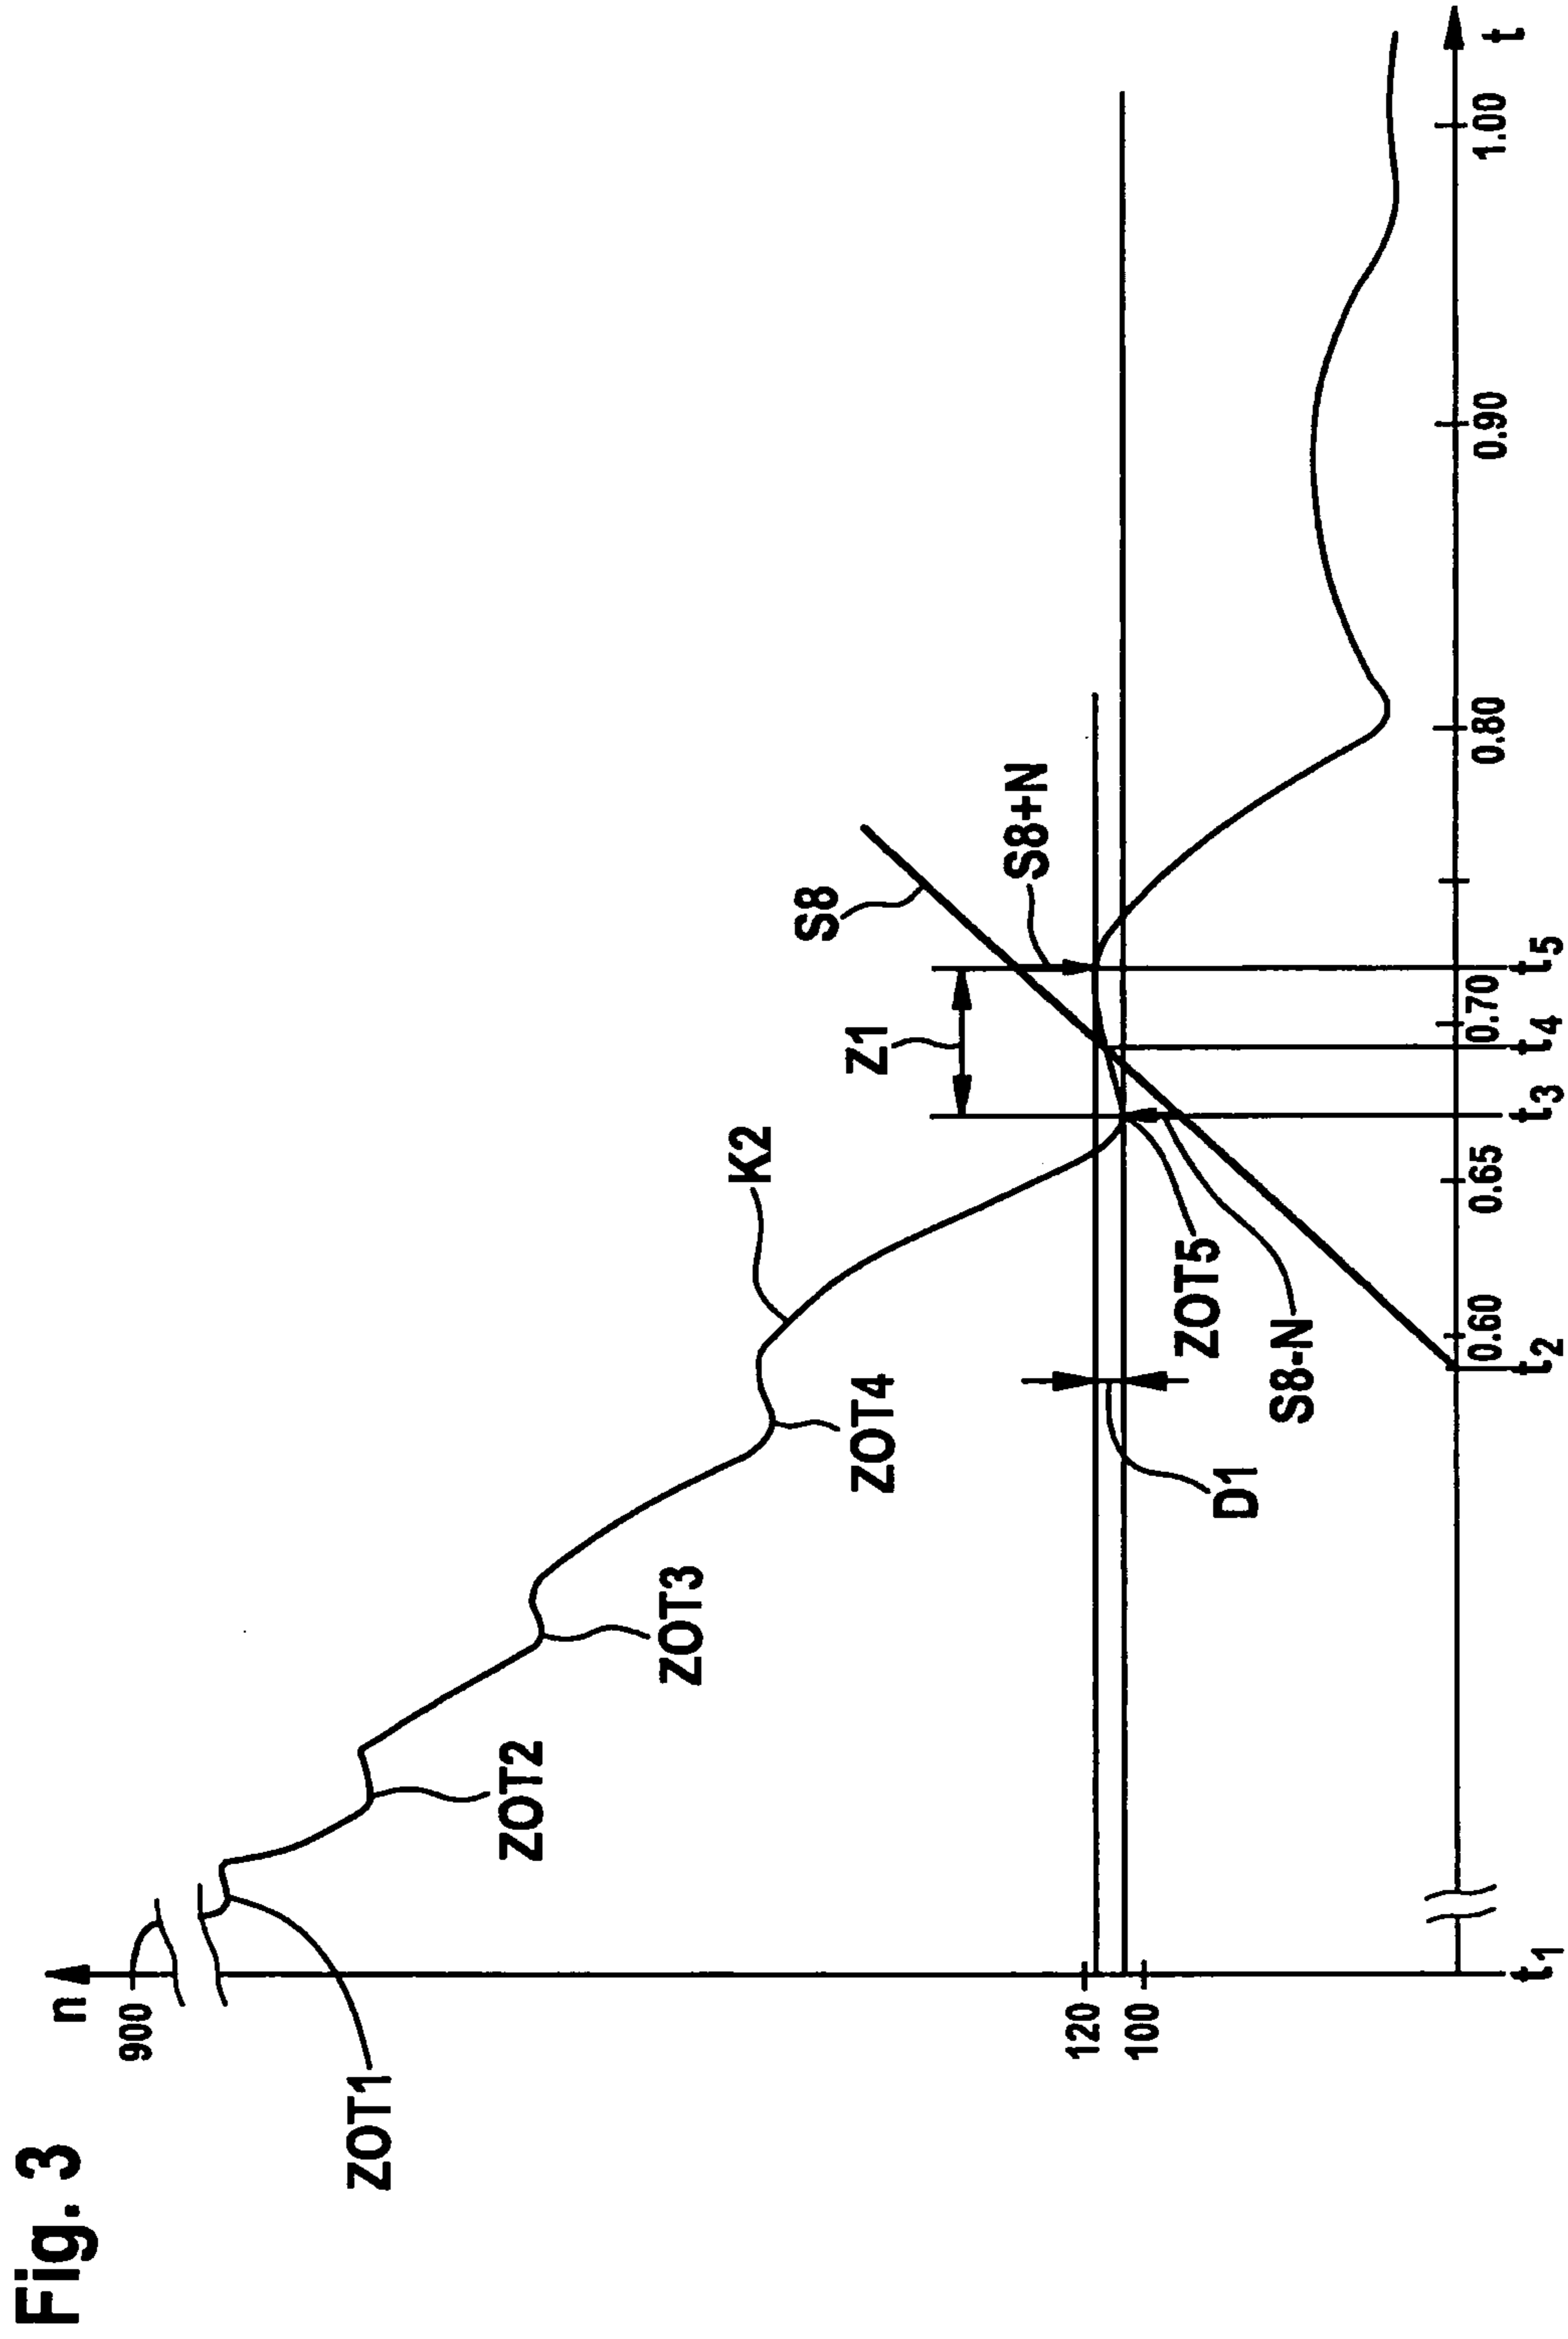 Fig. 3
n
900
ZOT1
ZOT2
ZOT3
ZOT4
K2
Z1
S8
S8+N
120
100
D1
ZOT5
S8-N
0.60
0.65
0.70
0.80
0.90
1.00
t
t1
t2
t3
t4
t5